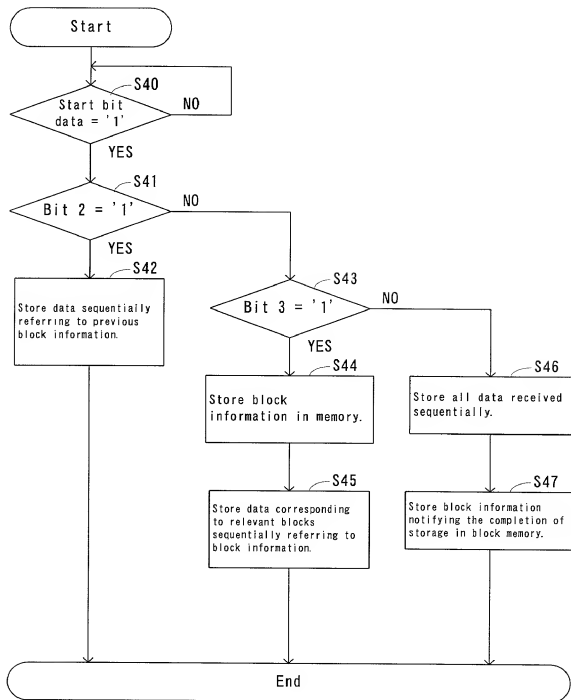 Start
S40
Start bit
data = '1'
NO
YES
S41
Bit 2 = '1'
NO
YES
S42
Store data sequentially
referring to previous
block information.
S43
Bit 3 = '1'
NO
YES
S44
Store block
information in memory.
S46
Store all data received
sequentially.
S45
Store data corresponding
to relevant blocks
sequentially referring to
block information.
S47
Store block information
notifying the completion of
storage in block memory.
End